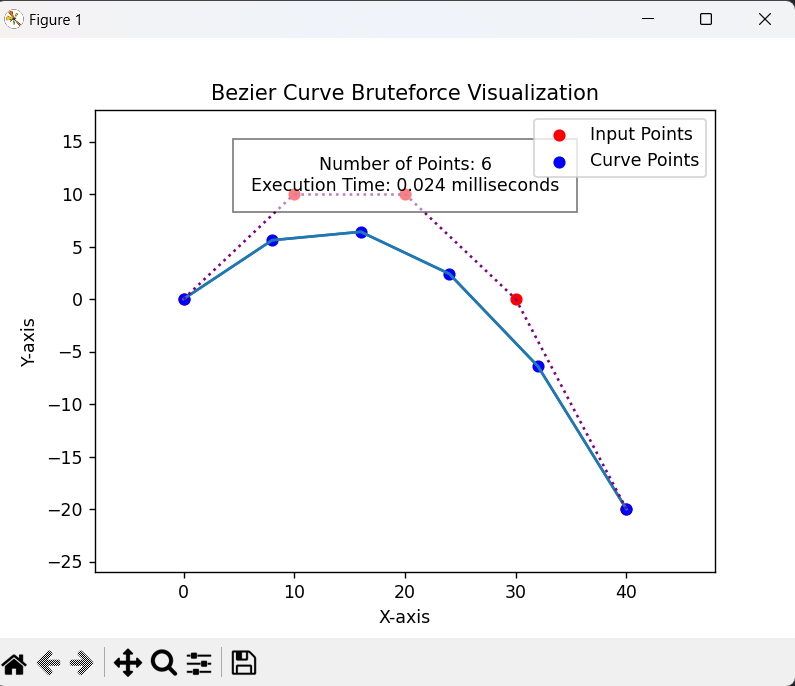 Figure 1
Bezier Curve Bruteforce Visualization
Input Points
Curve Points
Number of Points: 6
Execution Time: 0.024 milliseconds
15
10
5
0
−5
−10
−15
−20
−25
Y-axis
0 10 20 30 40
X-axis